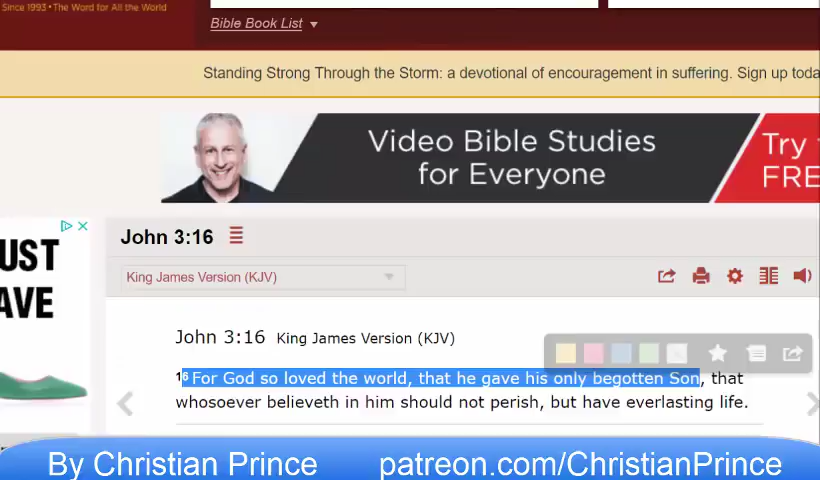 Since 1993 • The Word for All the World
Bible Book List
Standing Strong Through the Storm: a devotional of encouragement in suffering. Sign up toda
Video Bible Studies
for Everyone
Try
FREE
UST
AVE
John 3:16
King James Version (KJV)
John 3:16 King James Version (KJV)
16 For God so loved the world, that he gave his only begotten Son, that
whosoever believeth in him should not perish, but have everlasting life.
By Christian Prince patreon.com/ChristianPrince